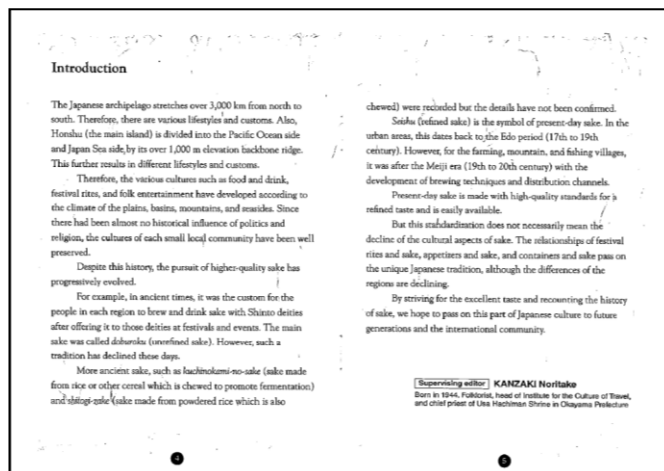 Introduction
The Japanese archipelago stretches over 3,000 km from north to
south. Therefore, there are various lifestyles and customs. Also,
Honshu (the main island) is divided into the Pacific Ocean side
and Japan Sea side by its over 1,000 m elevation backbone ridge.
This further results in different lifestyles and customs.
Therefore, the various cultures such as food and drink,
festival rites, and folk entertainment have developed according to
the climate of the plains, basins, mountains, and seasides. Since
there had been almost no historical influence of politics and
religion, the cultures of each small local community have been well
preserved.
Despite this history, the pursuit of higher-quality sake has
progressively evolved.
For example, in ancient times, it was the custom for the
people in each region to brew and drink sake with Shinto deities
after offering it to those deities at festivals and events. The main
sake was called doburoku (unrefined sake). However, such a
tradition has declined these days.
More ancient sake, such as kuchinokami-no-sake (sake made
from rice or other cereal which is chewed to promote fermentation)
and shitogi-zake (sake made from powdered rice which is also
4
chewed) were recorded but the details have not been confirmed.
Seishu (refined sake) is the symbol of present-day sake. In the
urban areas, this dates back to the Edo period (17th to 19th
century). However, for the farming, mountain, and fishing villages,
it was after the Meiji era (19th to 20th century) with the
development of brewing techniques and distribution channels.
Present-day sake is made with high-quality standards for a
refined taste and is easily available.
But this standardization does not necessarily mean the
decline of the cultural aspects of sake. The relationships of festival
rites and sake, appetizers and sake, and containers and sake pass on
the unique Japanese tradition, although the differences of the
regions are declining.
By striving for the excellent taste and recounting the history
of sake, we hope to pass on this part of Japanese culture to future
generations and the international community.
Supervising editor KANZAKI Noritake
Born in 1944. Folklorist, head of Institute for the Culture of Travel,
and chief priest of Usa Hachiman Shrine in Okayama Prefecture
5